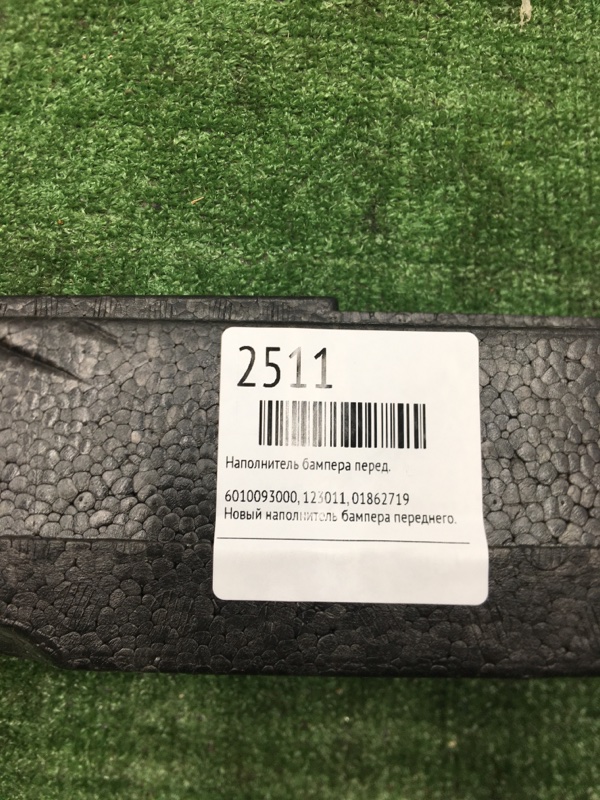 2511
Наполнитель бампера перед.
6010093000, 123011, 01862719
Новый наполнитель бампера переднего.